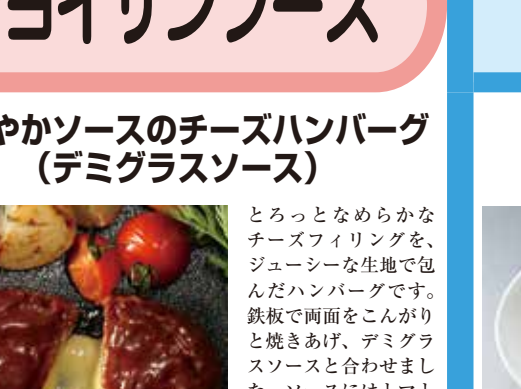 ョイリンノース
やかソースのチーズハンバーグ
（デミグラスソース）
とろっとなめらかな
チーズフィリングを、
ジューシーな生地で包
んだハンバーグです。
鉄板で両面をこんがり
と焼きあげ、デミグラ
スソースと合わせまし